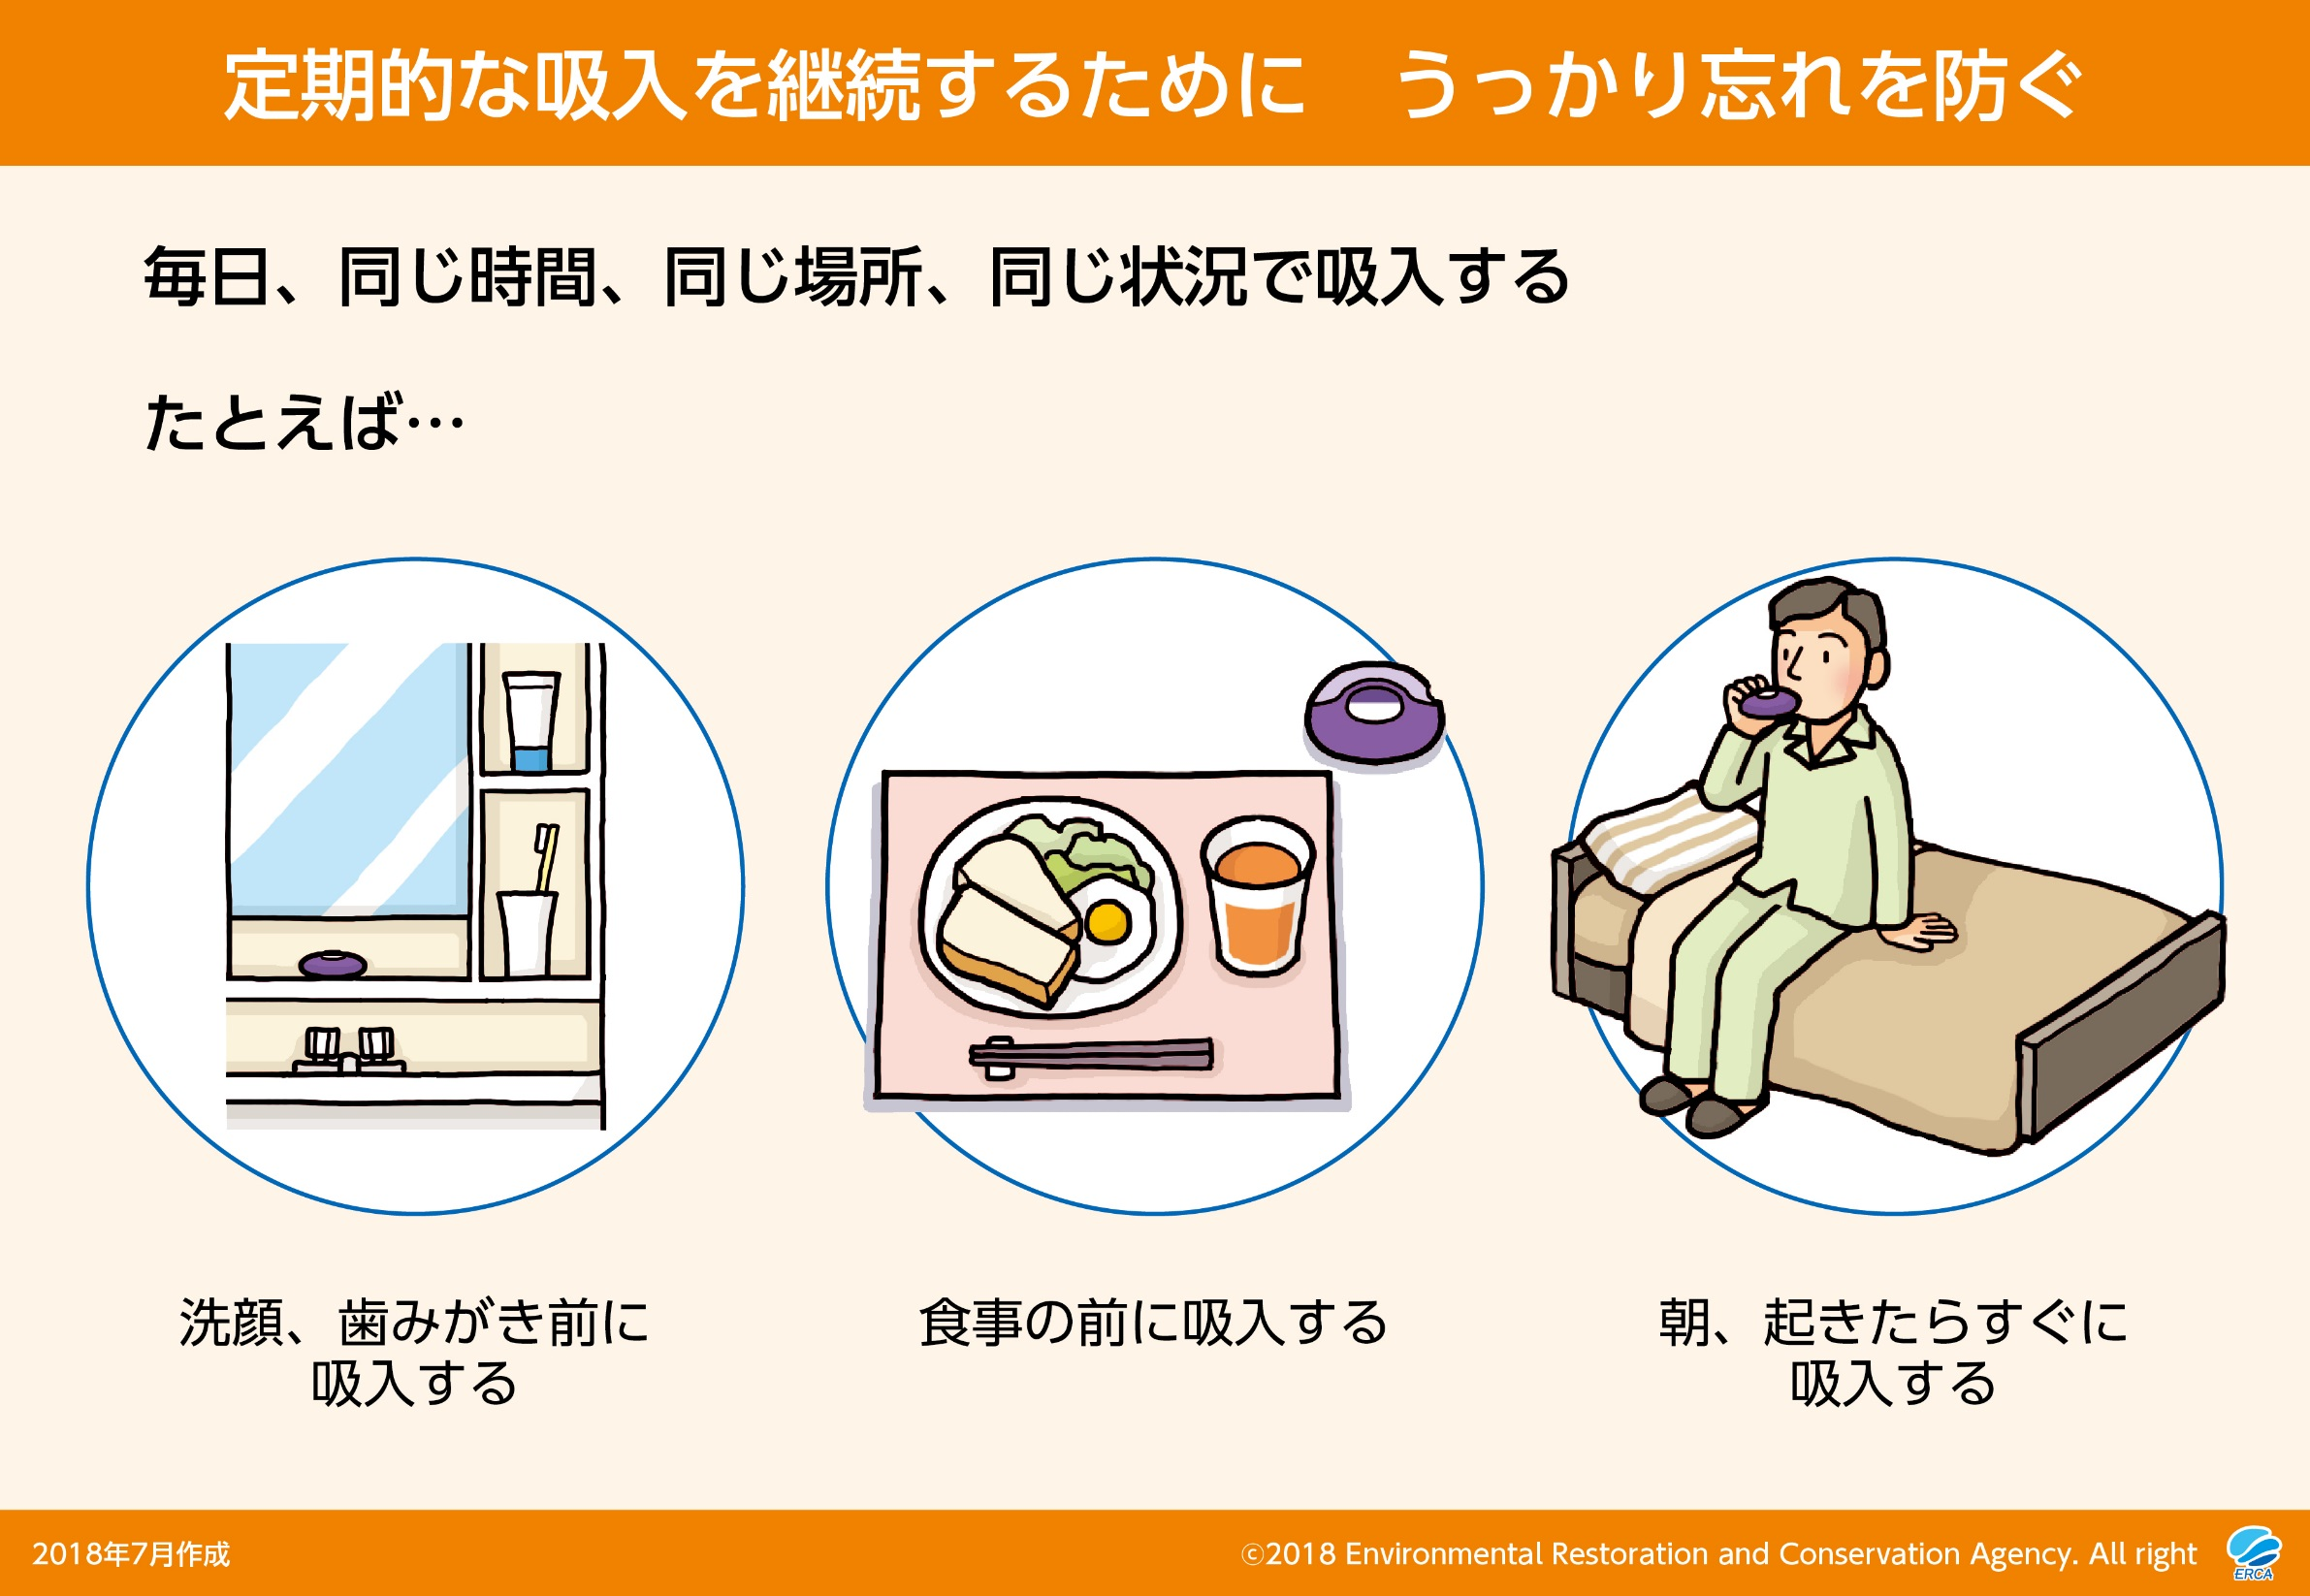 定期的な吸入を継続するために　うっかり忘れを防ぐ
毎日、同じ時間、同じ場所、同じ状況で吸入する
たとえば…
洗顔、歯みがき前に
吸入する
食事の前に吸入する
朝、起きたらすぐに
吸入する
2018年7月作成
©2018 Environmental Restoration and Conservation Agency. All right
ERCA